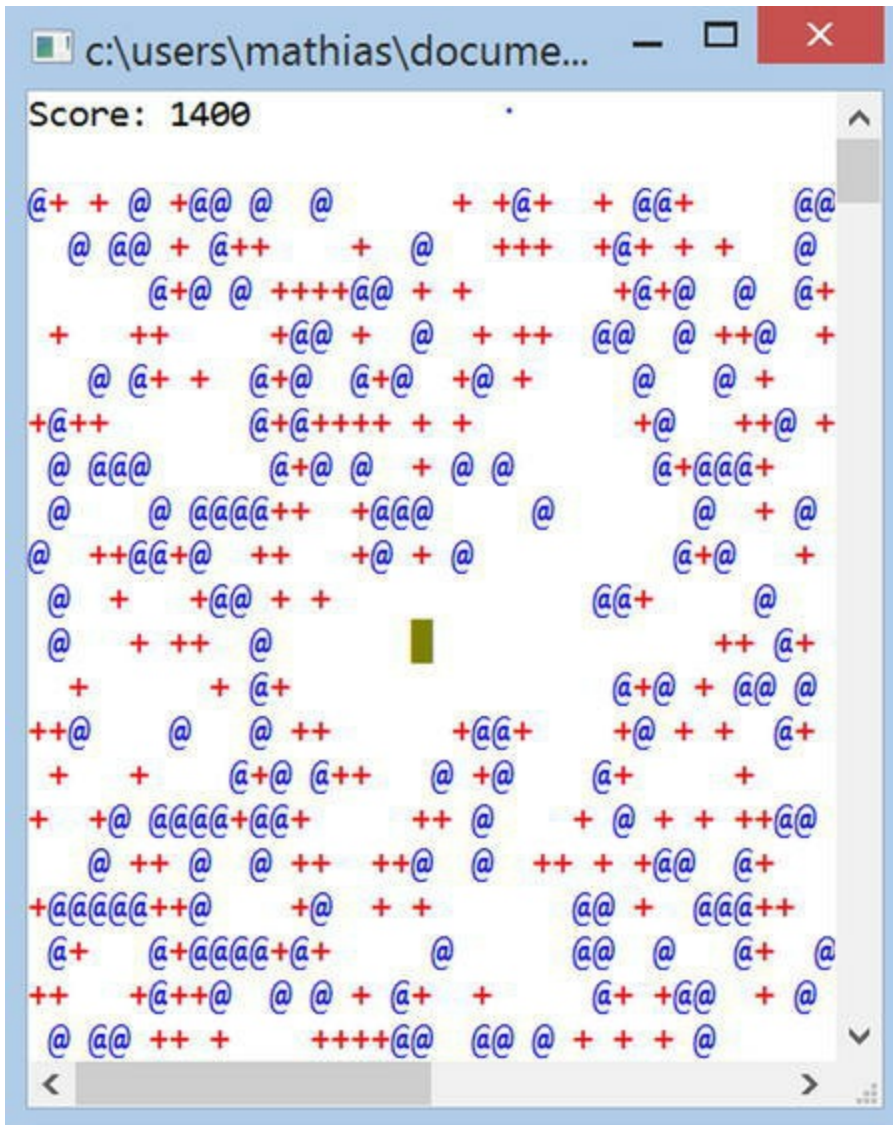 c:\users\mathias\docume...
Score: 1400
@+ + @ +@@ @  @      + +@+  + @@+     @@
  @ @@ + @++    +  @   +++  +@+ + +   @
      @+@ @ ++++@@ + +       +@+@  @  @+
 +   ++     +@@ +  @  + ++  @@  @ ++@  +
   @ @+ +  @+@  @+@  +@ +     @   @ +
+@++       @+@++++ + +        +@   ++@ +
 @ @@@      @+@ @  + @ @       @+@@@+
 @    @ @@@@++  +@@@     @       @  + @
@  ++@@+@  ++   +@ + @          @+@   +
 @  +   +@@ + +             @@+     @
 @   + ++  @                      ++ @+
  +      + @+                @+@ + @@ @
++@    @   @ ++      +@@+    +@ + +  @+
 +   +    @+@ @++   @ +@    @+     +
+  +@ @@@@+@@+     ++ @    + @ + + ++@@
   @ ++ @  @ ++  ++@  @  ++ + +@@  @+
+@@@@@++@    +@  + +       @@ +  @@@++
 @+   @+@@@@+@+     @      @@  @   @+  @
++   +@++@  @ @ + @+  +     @+ +@@  + @
 @ @@ ++ +    ++++@@  @@ @ + + + @